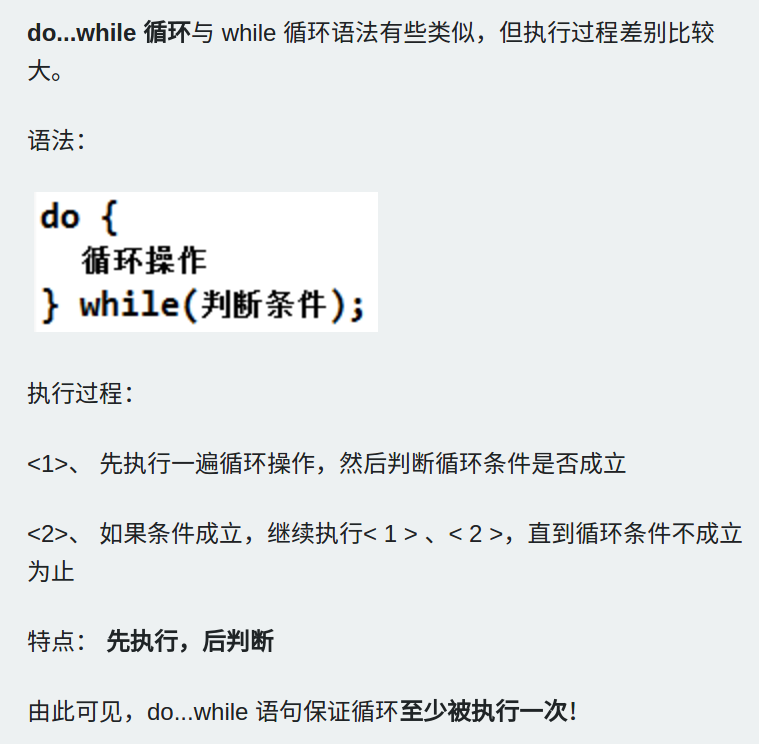 do...while 循环与 while 循环语法有些类似，但执行过程差别比较
大。
语法：
do {
循环操作
} while(判断条件);
执行过程：
<1>、 先执行一遍循环操作，然后判断循环条件是否成立
<2>、 如果条件成立，继续执行< 1 > 、< 2 >，直到循环条件不成立
为止
特点： 先执行，后判断
由此可见，do...while 语句保证循环至少被执行一次！